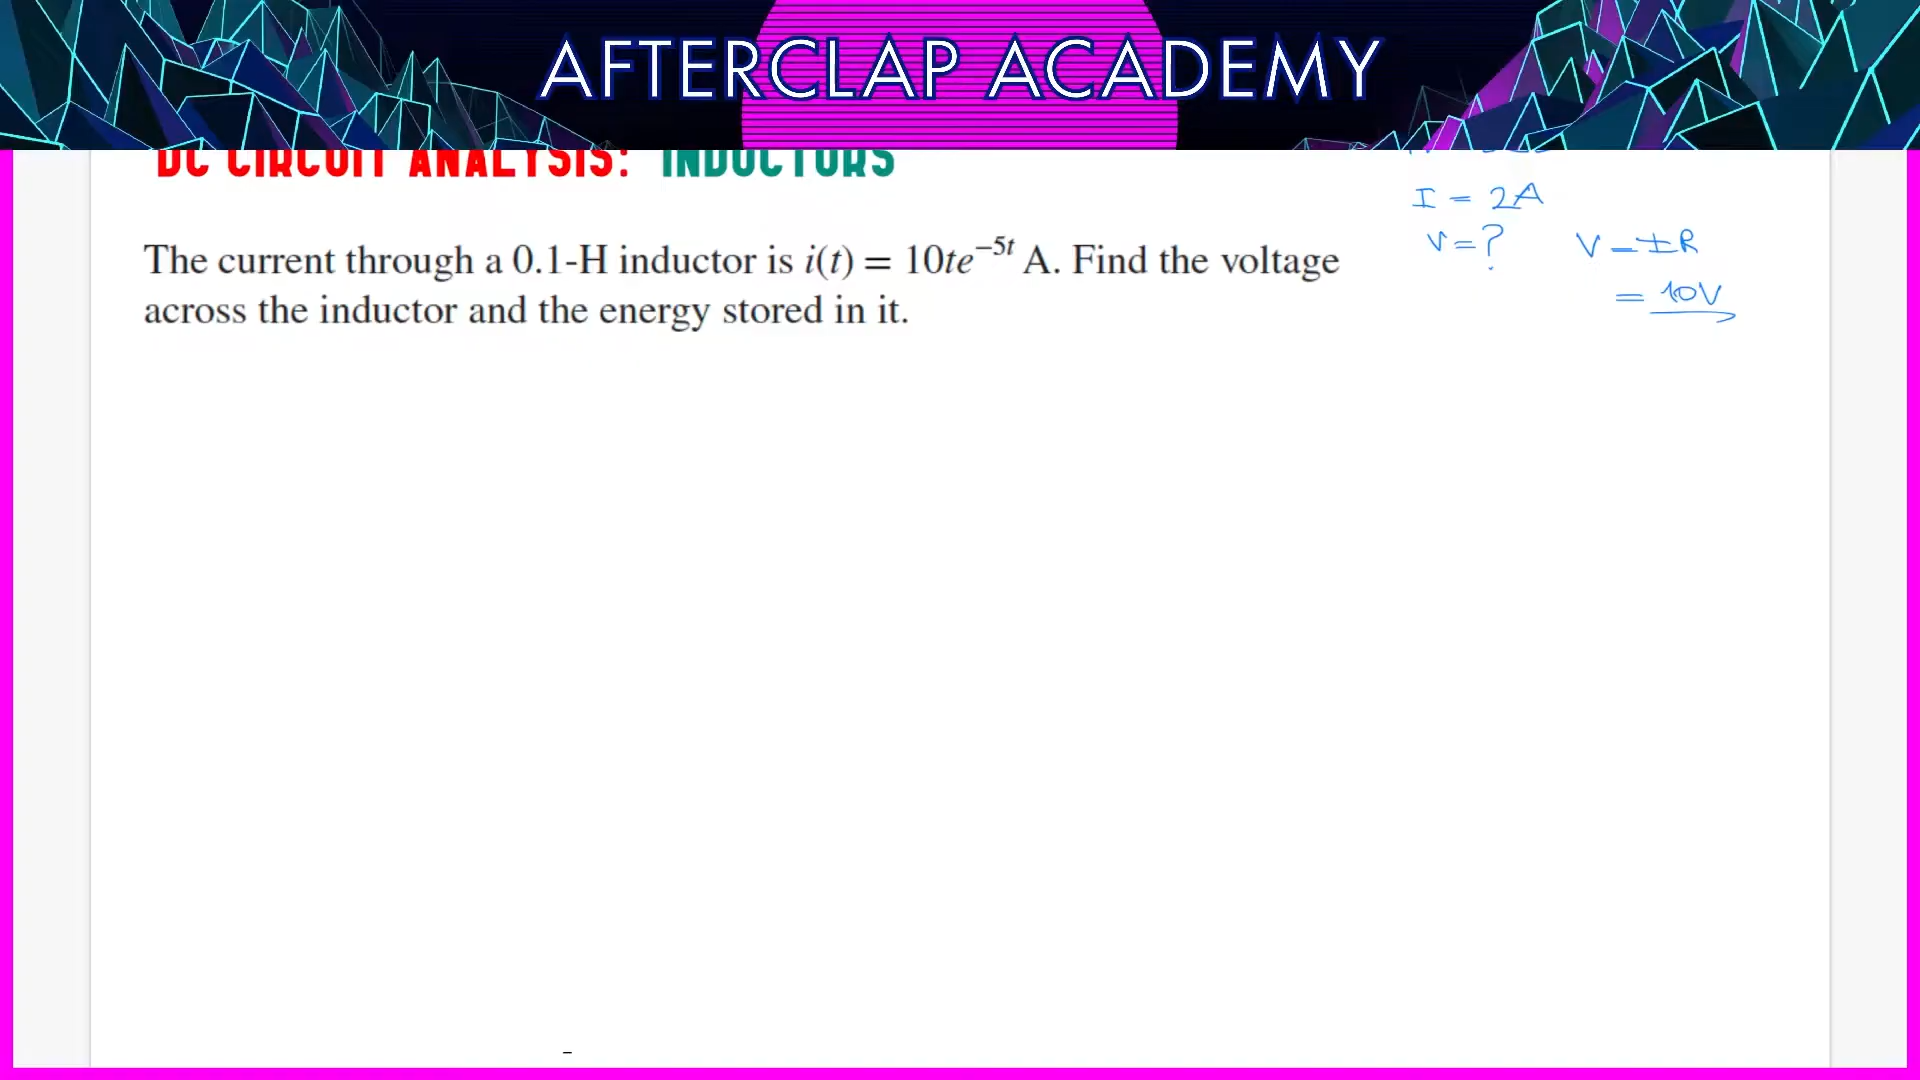 AFTERCLAP ACADEMY
DC CIRCUIT ANALYSIS: INDUCTORS
I = 2A
The current through a 0.1-H inductor is i(t) = 10te⁻⁵ᵗ A. Find the voltage
V = ? V = IR
across the inductor and the energy stored in it.
= 10V